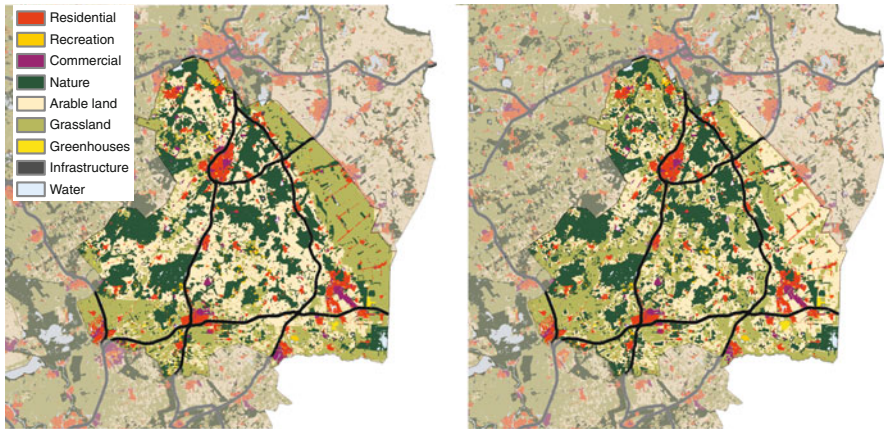 Residential
Recreation
Commercial
Nature
Arable land
Grassland
Greenhouses
Infrastructure
Water